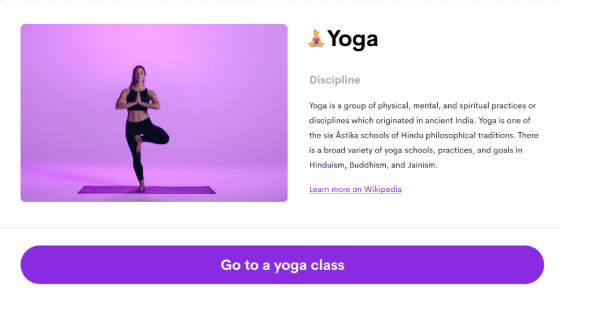 🧘Yoga
Discipline
Yoga is a group of physical, mental, and spiritual practices or
disciplines which originated in ancient India. Yoga is one of
the six Āstika schools of Hindu philosophical traditions. There
is a broad variety of yoga schools, practices, and goals in
Hinduism, Buddhism, and Jainism.
Learn more on Wikipedia
Go to a yoga class